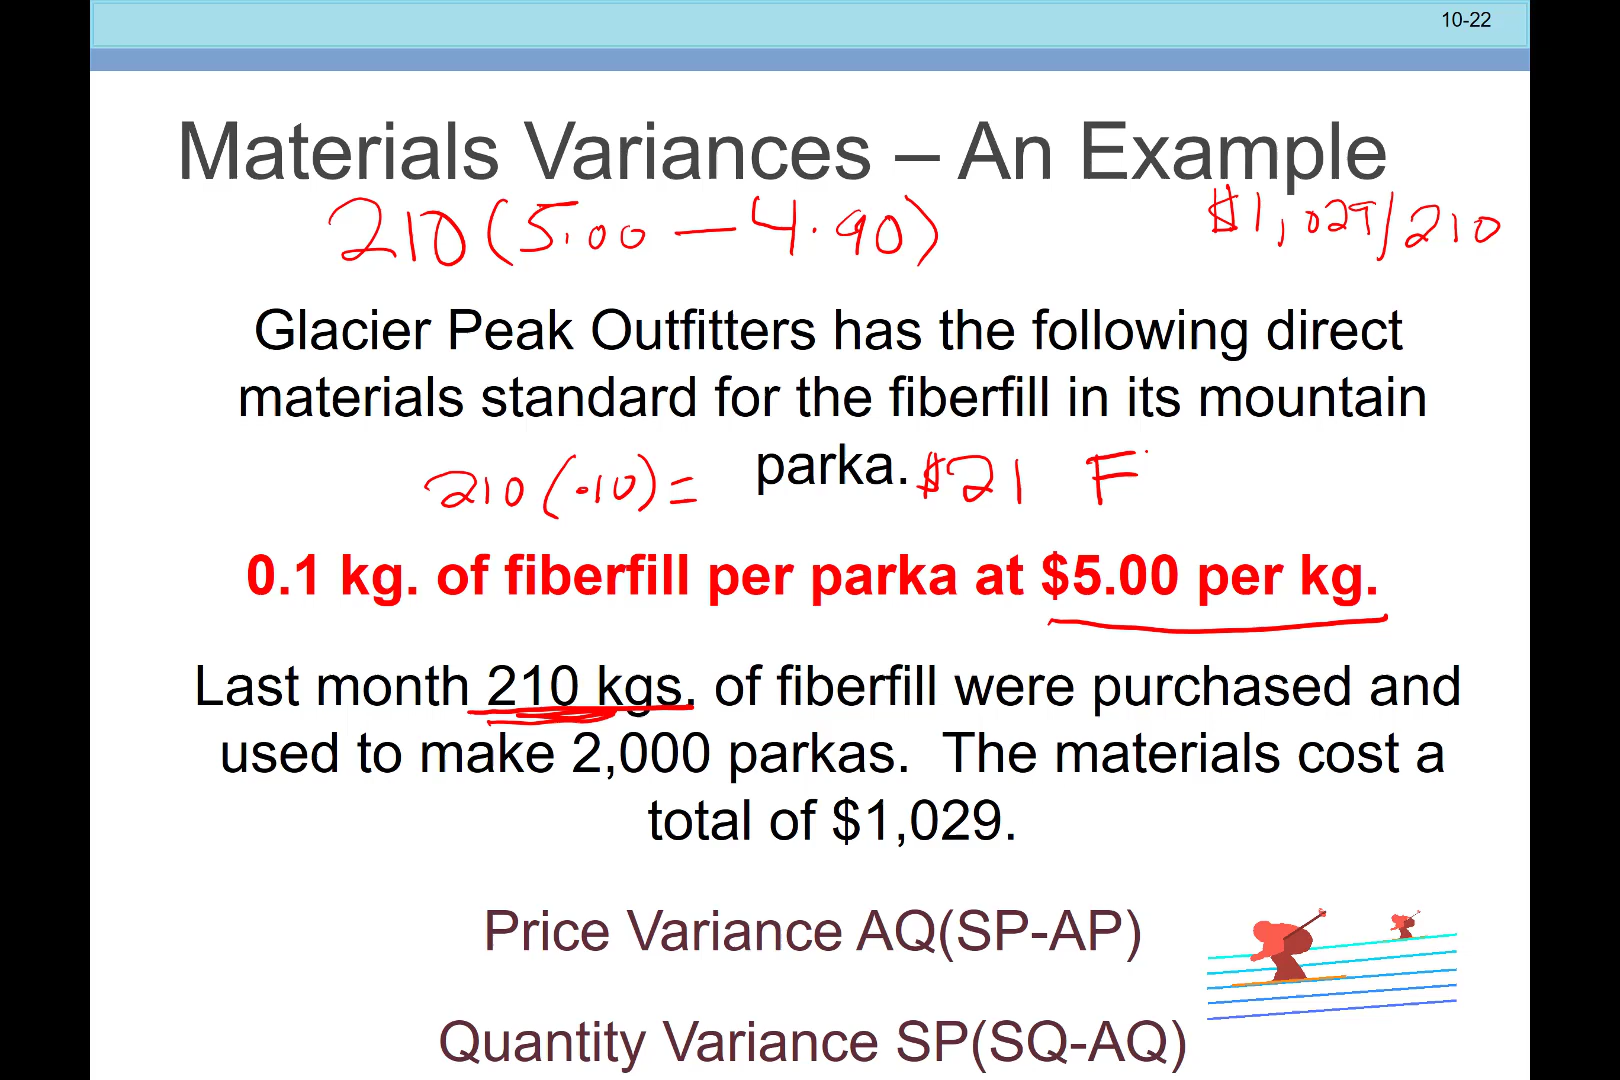 10-22
Materials Variances – An Example
210(5.00 – 4.90) $1,029/210
Glacier Peak Outfitters has the following direct
materials standard for the fiberfill in its mountain
parka.
210(.10)= $21 F
0.1 kg. of fiberfill per parka at $5.00 per kg.
Last month 210 kgs. of fiberfill were purchased and
used to make 2,000 parkas. The materials cost a
total of $1,029.
Price Variance AQ(SP-AP)
Quantity Variance SP(SQ-AQ)